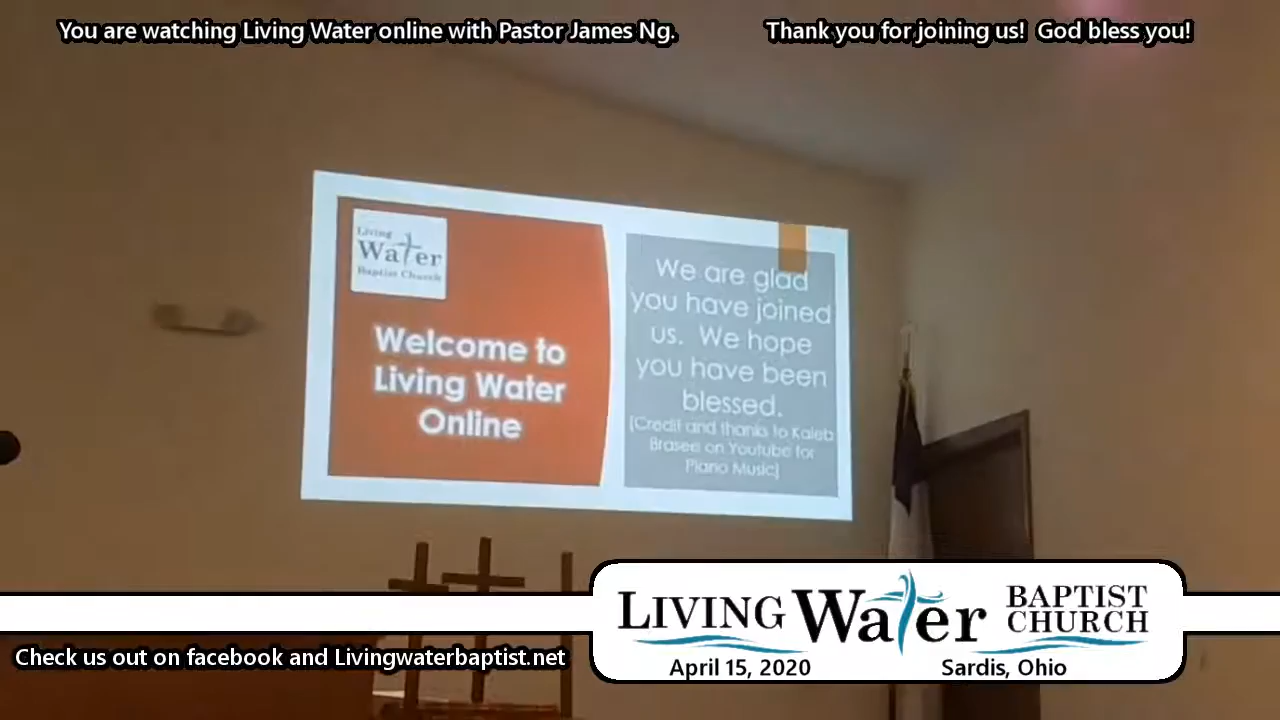 You are watching Living Water online with Pastor James Ng.
Thank you for joining us!  God bless you!
Living
Water
Baptist Church
Welcome to
Living Water
Online
We are glad
you have joined
us.  We hope
you have been
blessed.
(Credit and thanks to Kaleb
Brasee on Youtube for
Piano Music)
LIVING Water BAPTIST
CHURCH
April 15, 2020
Sardis, Ohio
Check us out on facebook and Livingwaterbaptist.net